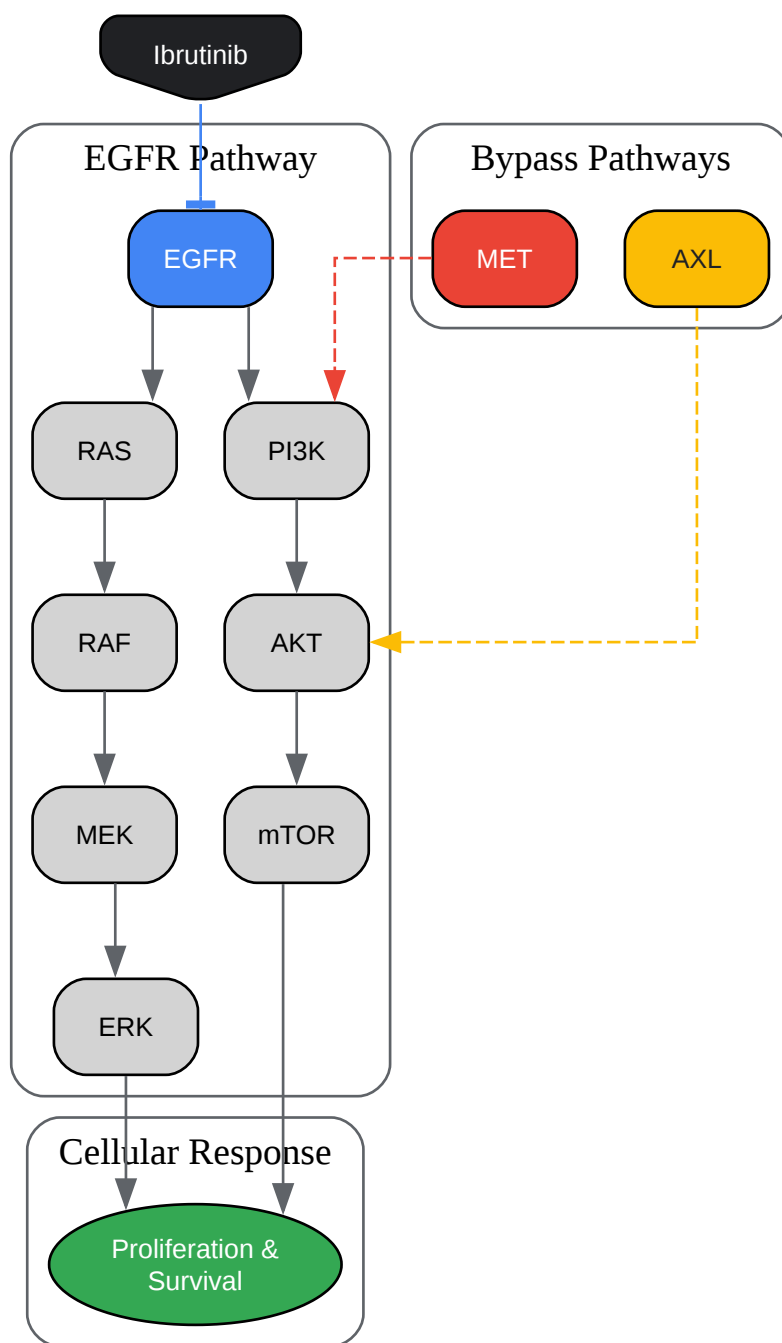 Ibrutinib
EGFR Pathway
Bypass Pathways
EGFR
MET
AXL
RAS
PI3K
RAF
AKT
MEK
mTOR
ERK
Cellular Response
Proliferation &
Survival